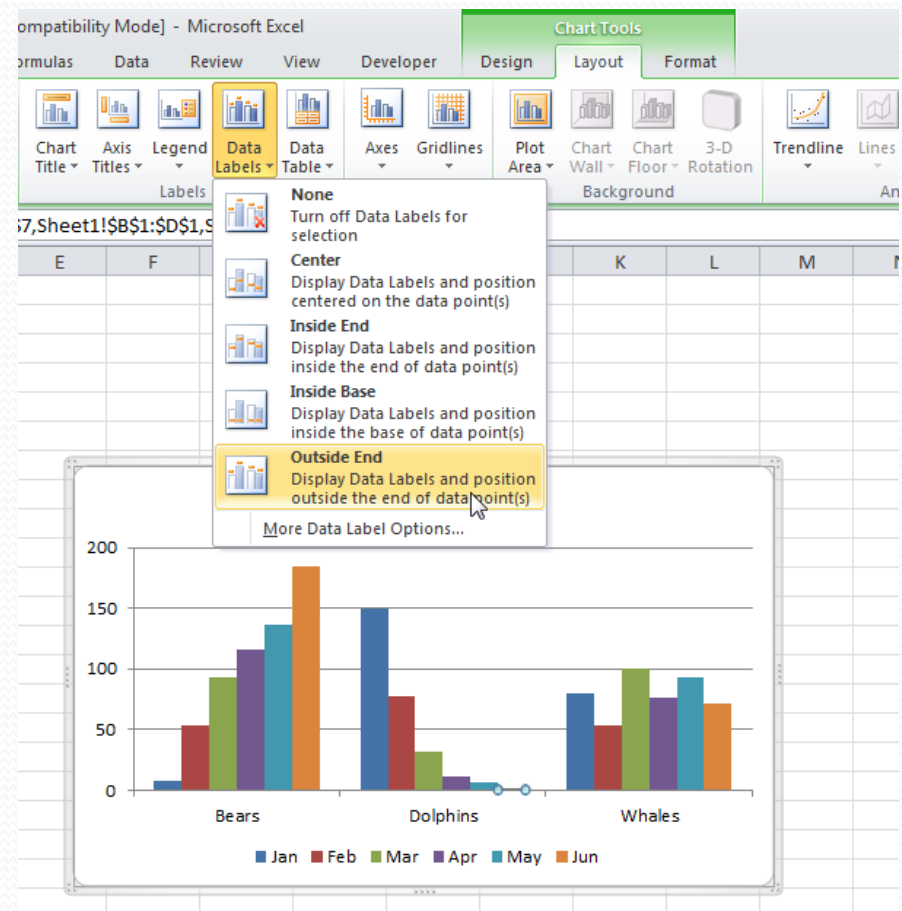 ompatibility Mode] - Microsoft Excel
Chart Tools
ormulas Data Review View Developer Design Layout Format
Chart Title Axis Titles Legend Data Labels Data Table Axes Gridlines Plot Area Chart Wall Chart Floor 3-D Rotation Trendline Lines
Labels Background An
$7,Sheet1!$B$1:$D$1,S
E F K L M
None
Turn off Data Labels for
selection
Center
Display Data Labels and position
centered on the data point(s)
Inside End
Display Data Labels and position
inside the end of data point(s)
Inside Base
Display Data Labels and position
inside the base of data point(s)
Outside End
Display Data Labels and position
outside the end of data point(s)
More Data Label Options...
200
150
100
50
0
Bears Dolphins Whales
Jan Feb Mar Apr May Jun